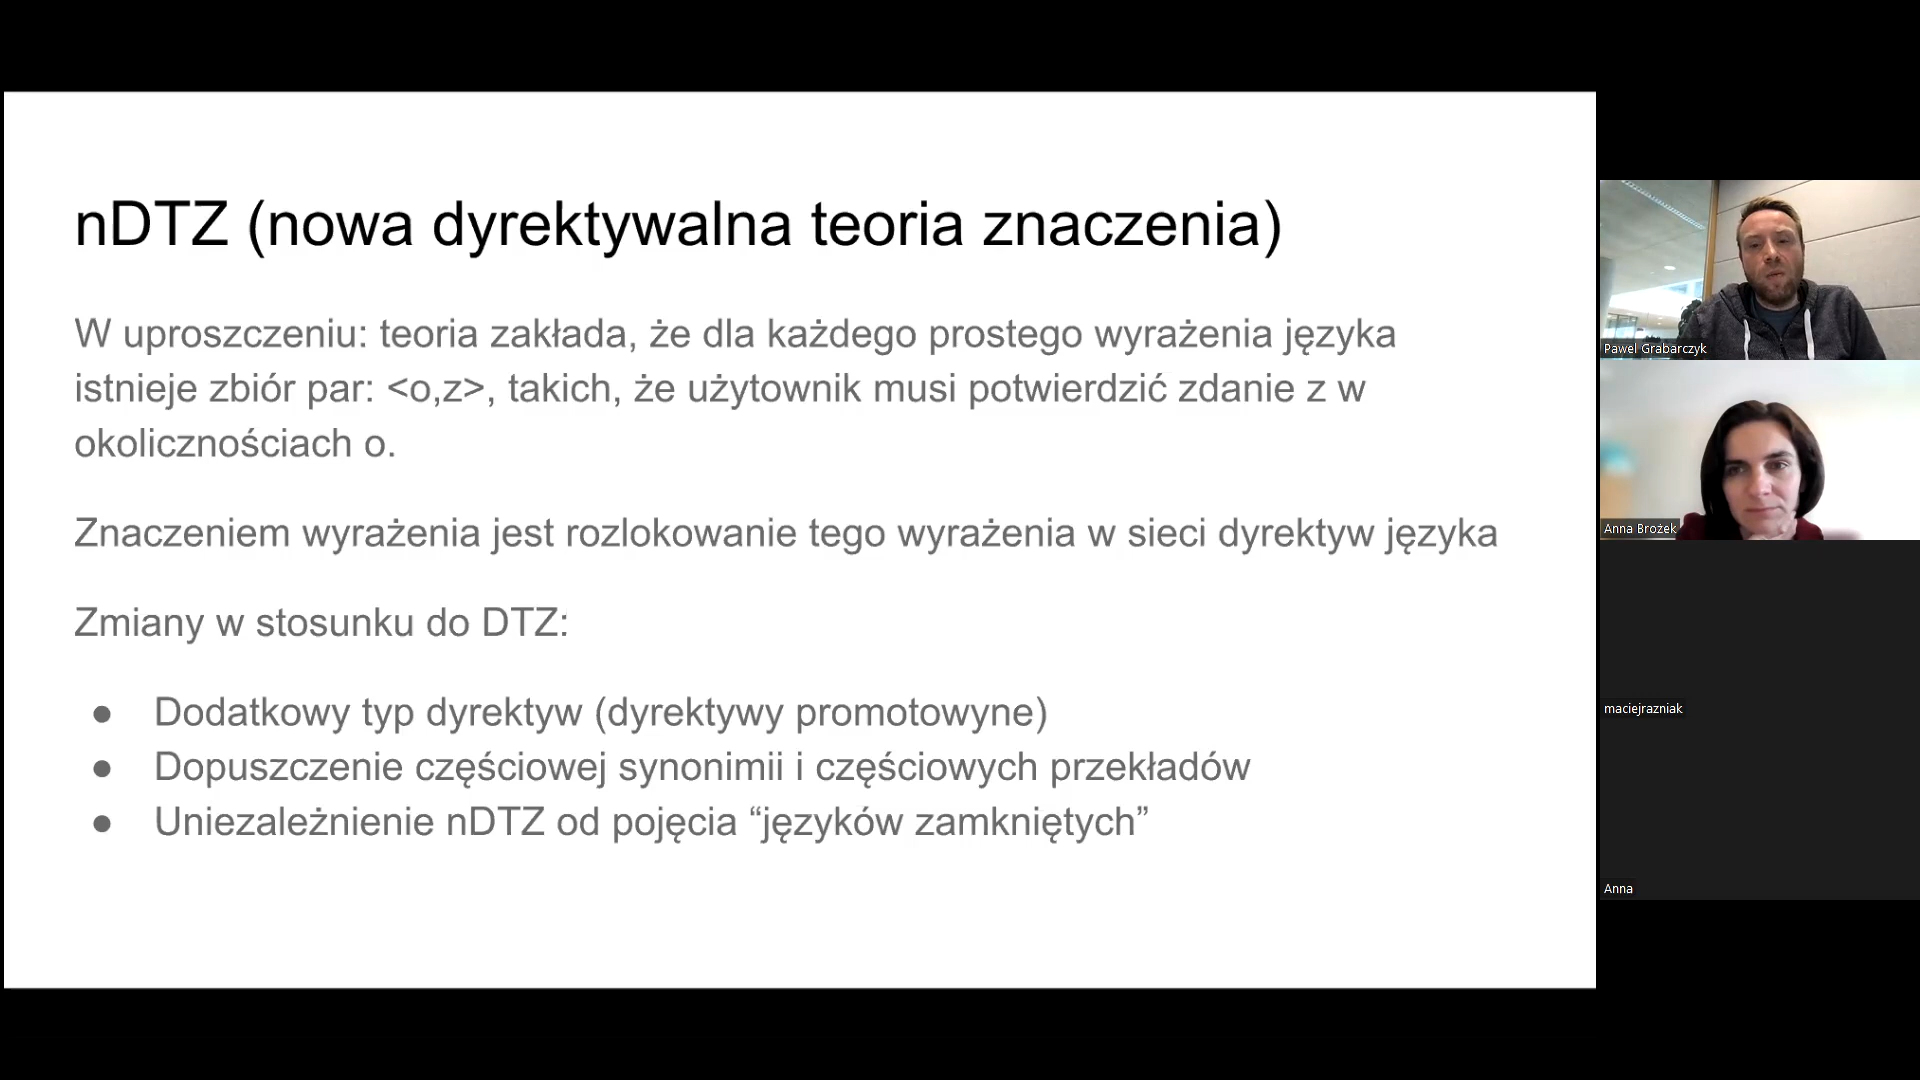 nDTZ (nowa dyrektywalna teoria znaczenia)
W uproszczeniu: teoria zakłada, że dla każdego prostego wyrażenia języka
istnieje zbiór par: <o,z>, takich, że użytownik musi potwierdzić zdanie z w
okolicznościach o.
Znaczeniem wyrażenia jest rozlokowanie tego wyrażenia w sieci dyrektyw języka
Zmiany w stosunku do DTZ:
● Dodatkowy typ dyrektyw (dyrektywy promotowyne)
● Dopuszczenie częściowej synonimii i częściowych przekładów
● Uniezależnienie nDTZ od pojęcia “języków zamkniętych”
Pawel Grabarczyk
Anna Brożek
maciejrazniak
Anna